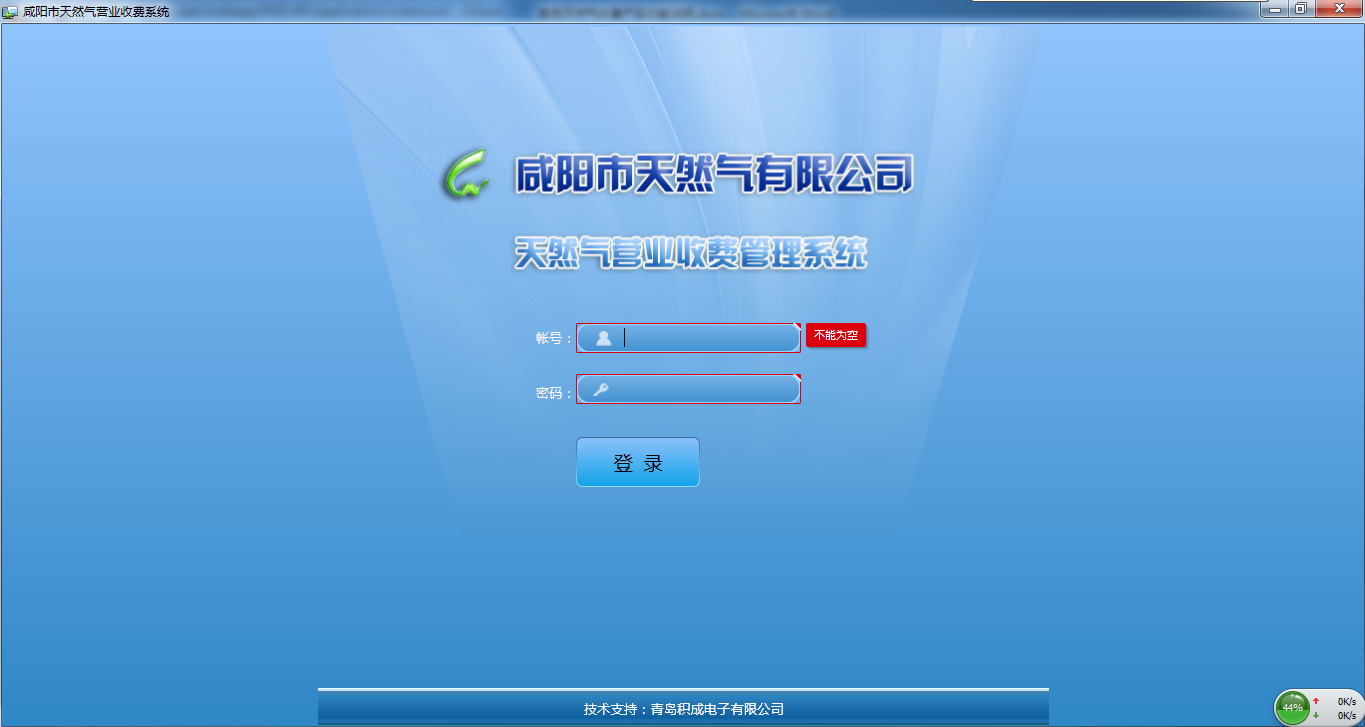 咸阳市天然气营业收费系统
咸阳市天然气有限公司
天然气营业收费管理系统
帐号：
不能为空
密码：
登 录
技术支持：青岛积成电子有限公司
44%
0K/s
0K/s